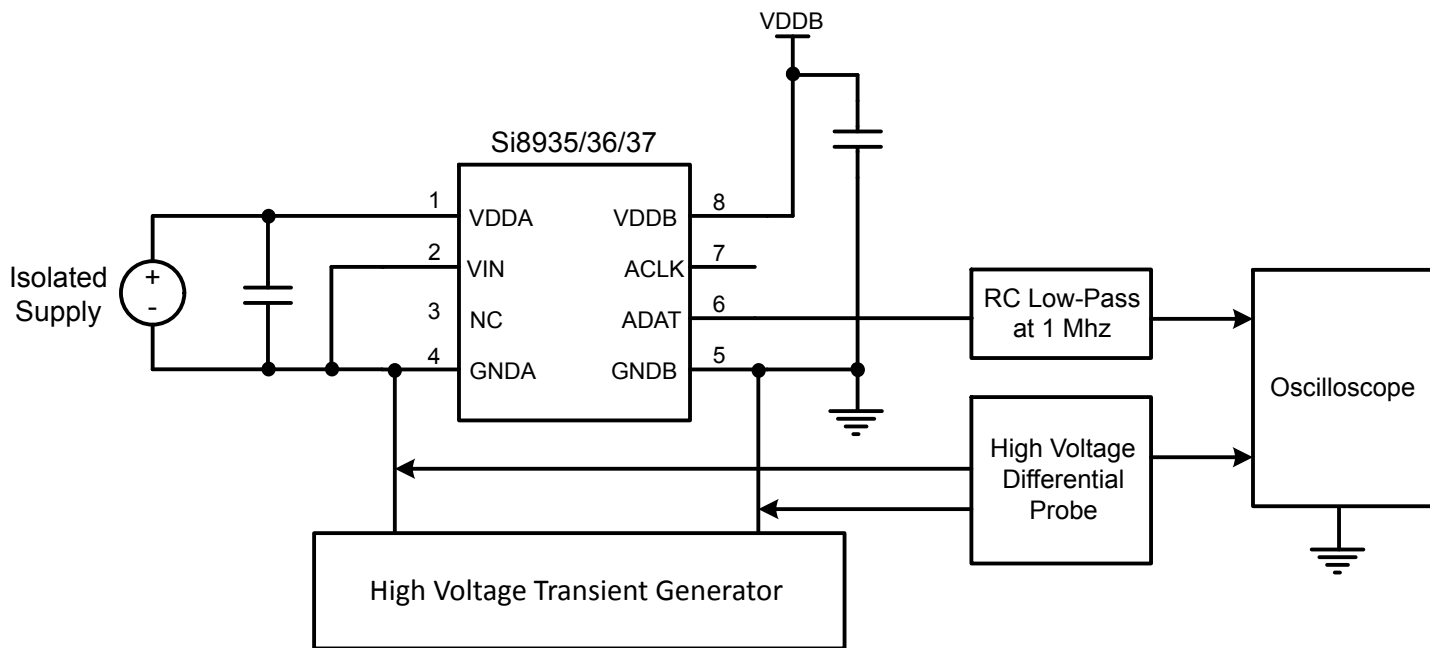 VDDB
Si8935/36/37
1
VDDA
VDDB
8
2
VIN
ACLK
7
3
NC
ADAT
6
4
GNDA
GNDB
5
Isolated
Supply
+
-
RC Low-Pass
at 1 Mhz
Oscilloscope
High Voltage
Differential
Probe
High Voltage Transient Generator